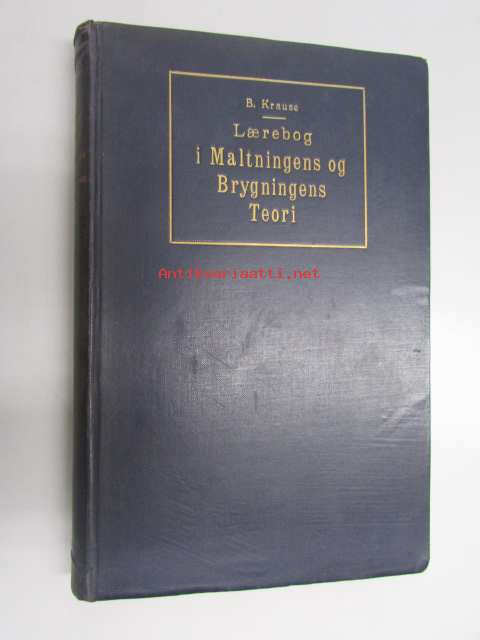 B. Krause
Lærebog
i Maltningens og
Brygningens
Teori
Antikvariaatti.net